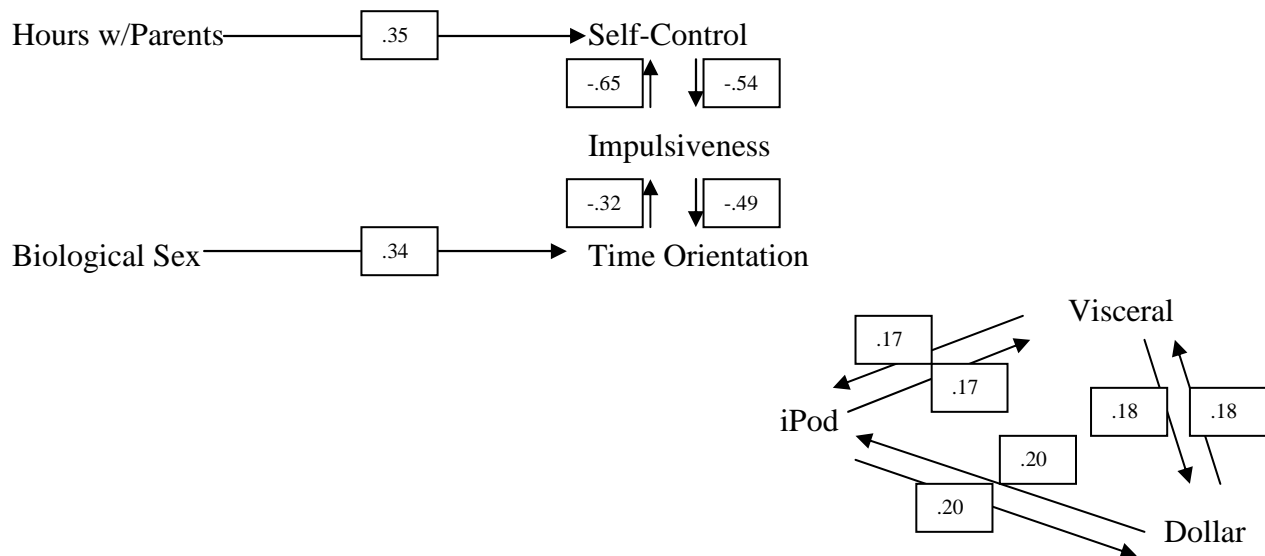 Hours w/Parents .35 Self-Control
-.65 -.54
Impulsiveness
-.32 -.49
Biological Sex .34 Time Orientation
Visceral
.17
.17
iPod
.18 .18
.20
.20
Dollar